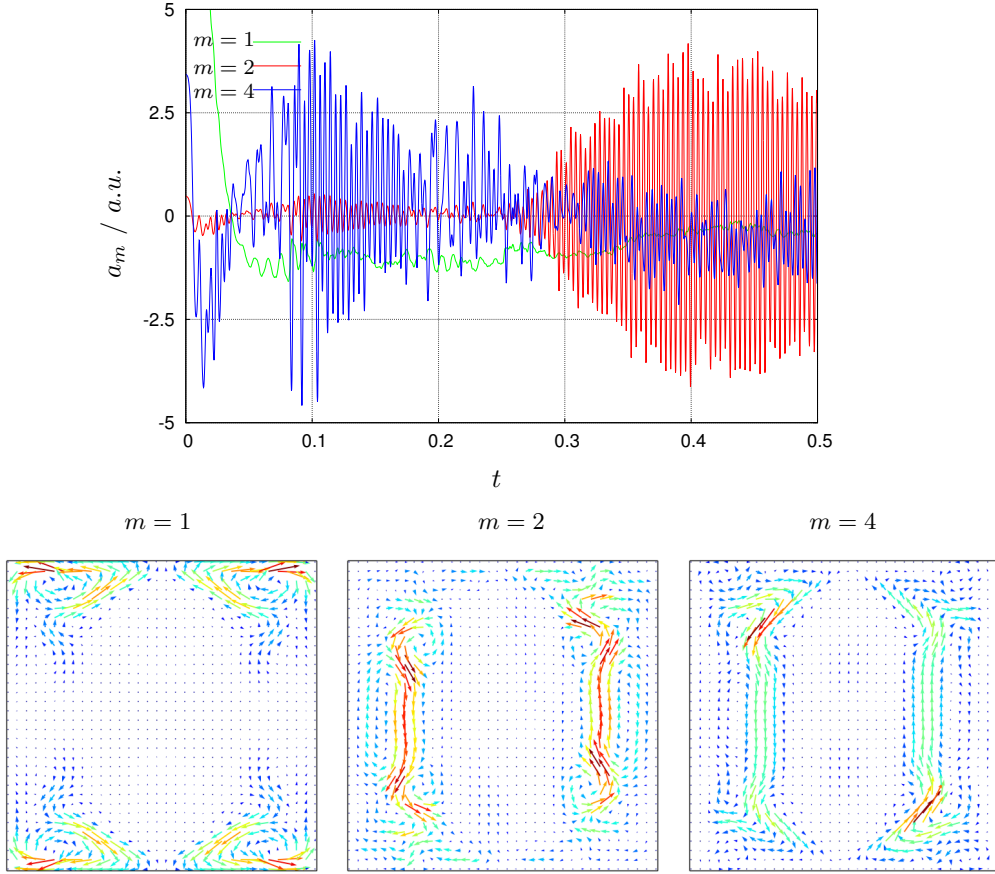 5
m = 1
m = 2
m = 4
2.5
0
-2.5
-5
a_m / a.u.
0 0.1 0.2 0.3 0.4 0.5
t
m = 1 m = 2 m = 4